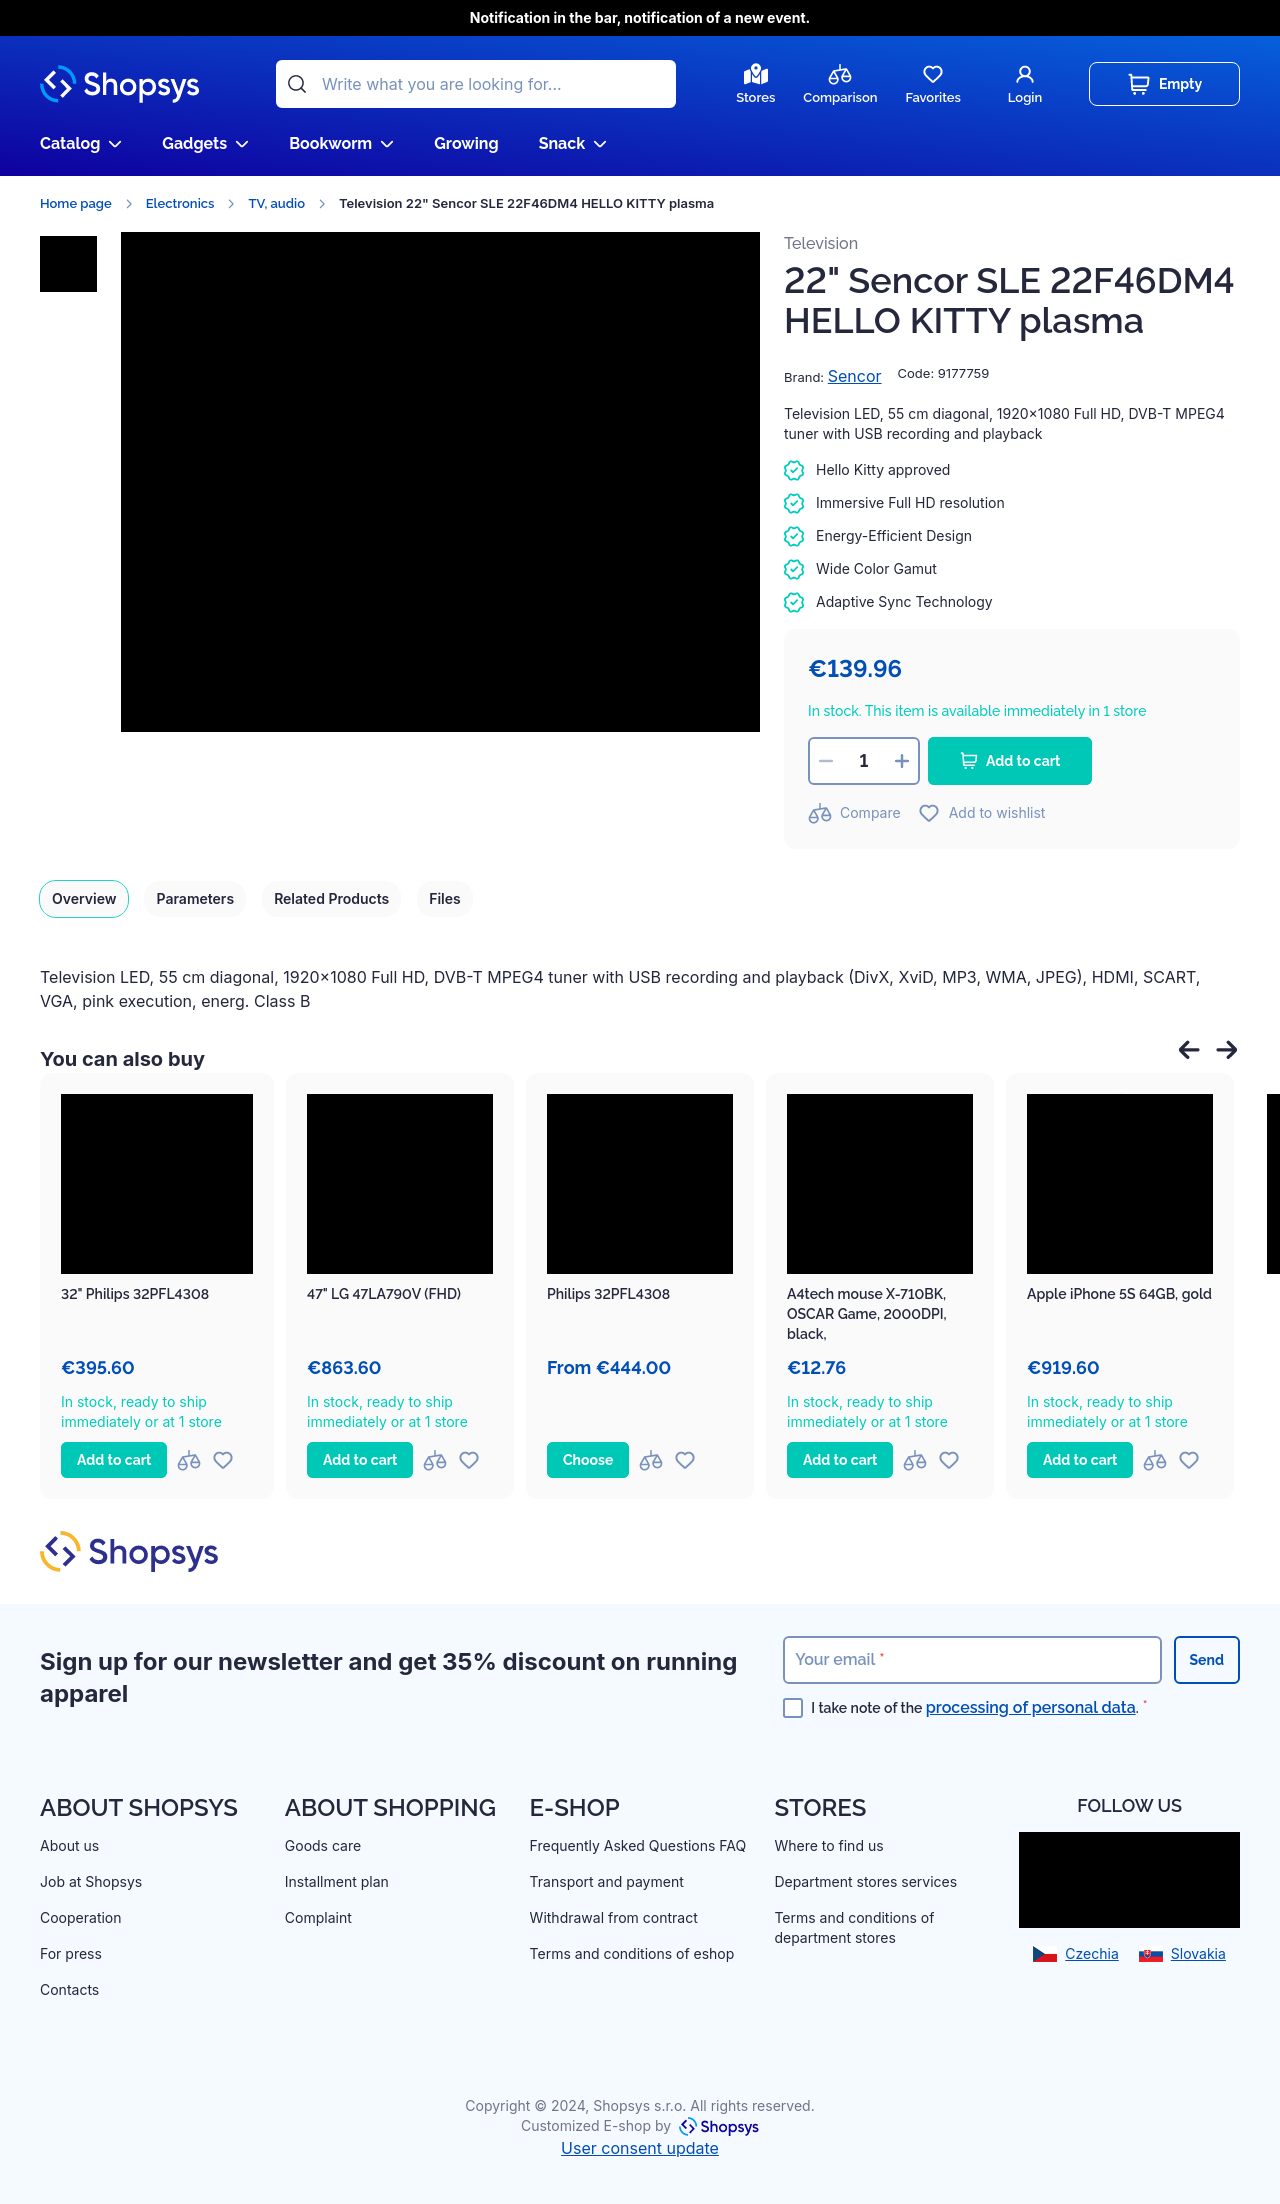 Notification in the bar, notification of a new event.
Shopsys
Write what you are looking for...
Stores
Comparison
Favorites
Login
Empty
Catalog
Gadgets
Bookworm
Growing
Snack
Home page
Electronics
TV, audio
Television 22" Sencor SLE 22F46DM4 HELLO KITTY plasma
Television
22" Sencor SLE 22F46DM4
HELLO KITTY plasma
Brand: Sencor
Code: 9177759
Television LED, 55 cm diagonal, 1920×1080 Full HD, DVB-T MPEG4
tuner with USB recording and playback
Hello Kitty approved
Immersive Full HD resolution
Energy-Efficient Design
Wide Color Gamut
Adaptive Sync Technology
€139.96
In stock. This item is available immediately in 1 store
1
Add to cart
Compare
Add to wishlist
Overview
Parameters
Related Products
Files
Television LED, 55 cm diagonal, 1920×1080 Full HD, DVB-T MPEG4 tuner with USB recording and playback (DivX, XviD, MP3, WMA, JPEG), HDMI, SCART,
VGA, pink execution, energ. Class B
You can also buy
32" Philips 32PFL4308
€395.60
In stock, ready to ship
immediately or at 1 store
Add to cart
47" LG 47LA790V (FHD)
€863.60
In stock, ready to ship
immediately or at 1 store
Add to cart
Philips 32PFL4308
From €444.00
Choose
A4tech mouse X-710BK,
OSCAR Game, 2000DPI,
black,
€12.76
In stock, ready to ship
immediately or at 1 store
Add to cart
Apple iPhone 5S 64GB, gold
€919.60
In stock, ready to ship
immediately or at 1 store
Add to cart
Shopsys
Sign up for our newsletter and get 35% discount on running
apparel
Your email *
Send
I take note of the processing of personal data. *
ABOUT SHOPSYS
About us
Job at Shopsys
Cooperation
For press
Contacts
ABOUT SHOPPING
Goods care
Installment plan
Complaint
E-SHOP
Frequently Asked Questions FAQ
Transport and payment
Withdrawal from contract
Terms and conditions of eshop
STORES
Where to find us
Department stores services
Terms and conditions of
department stores
FOLLOW US
Czechia
Slovakia
Copyright © 2024, Shopsys s.r.o. All rights reserved.
Customized E-shop by Shopsys
User consent update